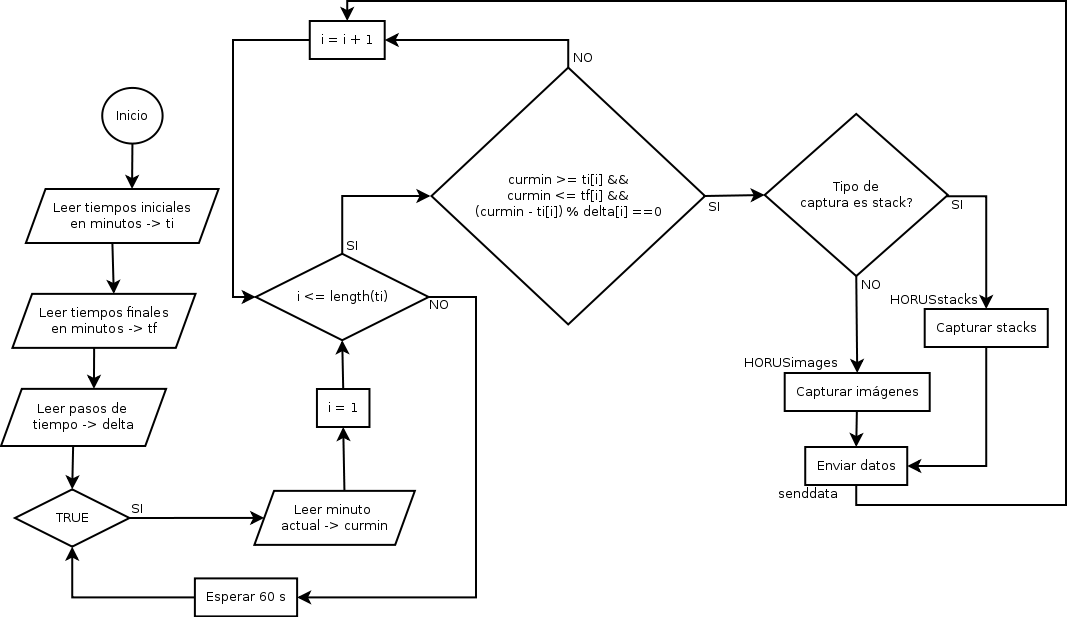 Inicio
Leer tiempos iniciales
en minutos -> ti
Leer tiempos finales
en minutos -> tf
Leer pasos de
tiempo -> delta
TRUE
SI
Leer minuto
actual -> curmin
i = 1
i <= length(ti)
SI
NO
Esperar 60 s
i = i + 1
NO
curmin >= ti[i] &&
curmin <= tf[i] &&
(curmin - ti[i]) % delta[i] ==0
SI
Tipo de
captura es stack?
SI
NO
HORUSstacks
Capturar stacks
HORUSimages
Capturar imágenes
Enviar datos
senddata